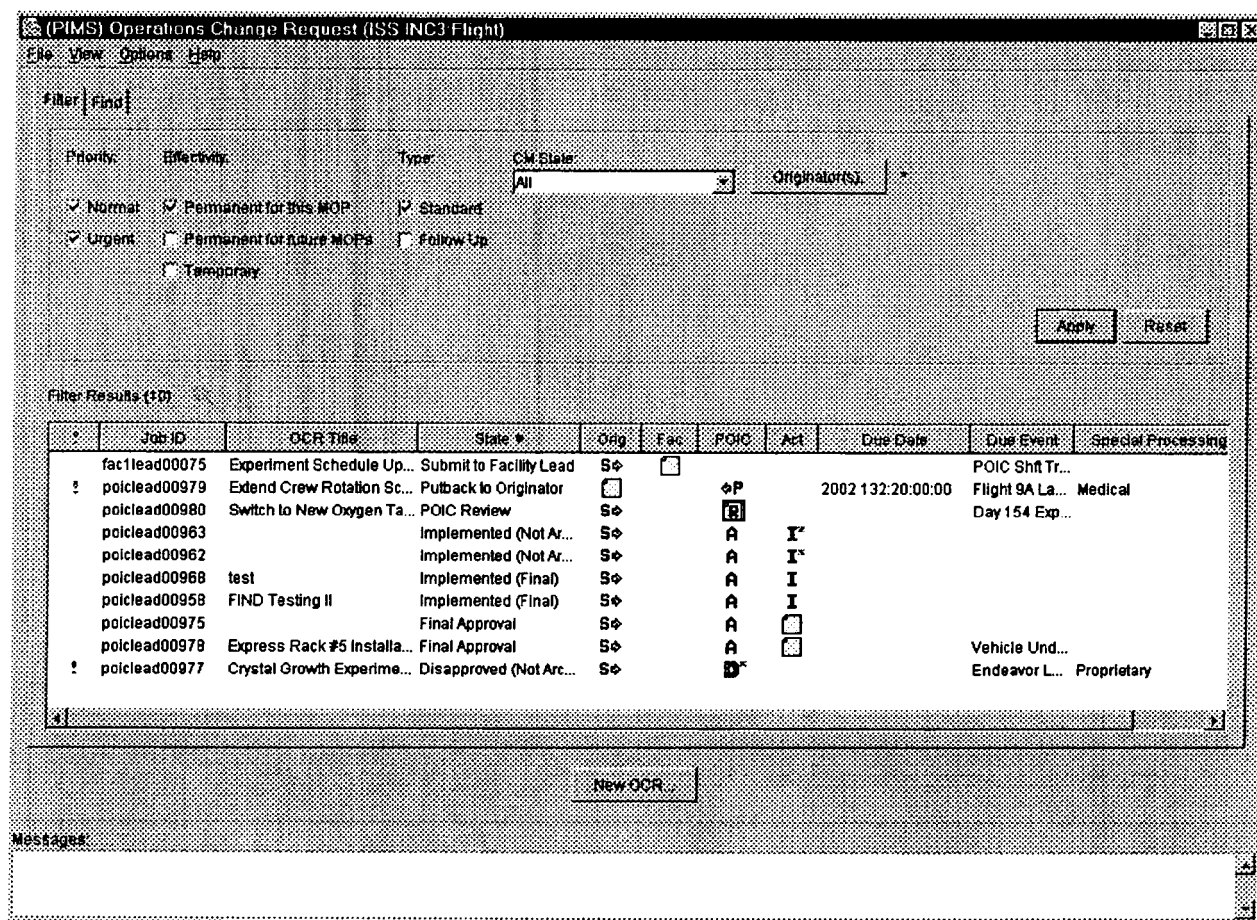 (PIMS) Operations Change Request (ISS INC3 Flight)
File View Options Help
Filter Find
Priority: Effectivity: Type: CM State:
All Originator(s)... *
Normal Permanent for this MOP Standard
Urgent Permanent for future MOPs Follow Up
Temporary
Apply Reset
Filter Results (10)
Job ID OCR Title State Orig Fac POIC Act Due Date Due Event Special Processing
fac1lead00075 Experiment Schedule Up... Submit to Facility Lead S POIC Shft Tr...
! poiclead00979 Extend Crew Rotation Sc... Putback to Originator P 2002 132:20:00:00 Flight 9A La... Medical
poiclead00980 Switch to New Oxygen Ta... POIC Review S R Day 154 Exp...
poiclead00963 Implemented (Not Ar... S A I
poiclead00962 Implemented (Not Ar... S A I
poiclead00968 test Implemented (Final) S A I
poiclead00958 FIND Testing II Implemented (Final) S A I
poiclead00975 Final Approval S A
poiclead00978 Express Rack #5 Installa... Final Approval S A Vehicle Und...
! poiclead00977 Crystal Growth Experime... Disapproved (Not Arc... S D Endeavor L... Proprietary
New OCR...
Messages: